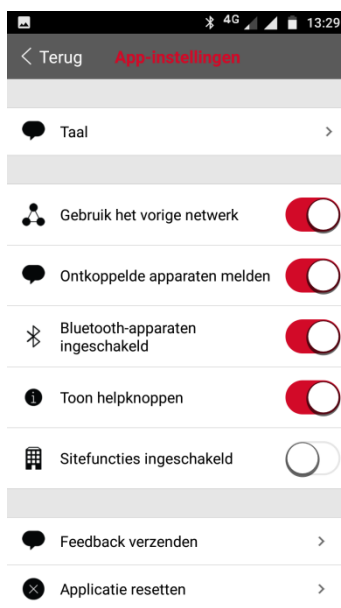 4G 13:29
< Terug App-instellingen
Taal
Gebruik het vorige netwerk
Ontkoppelde apparaten melden
Bluetooth-apparaten
ingeschakeld
Toon helpknoppen
Sitefuncties ingeschakeld
Feedback verzenden
Applicatie resetten